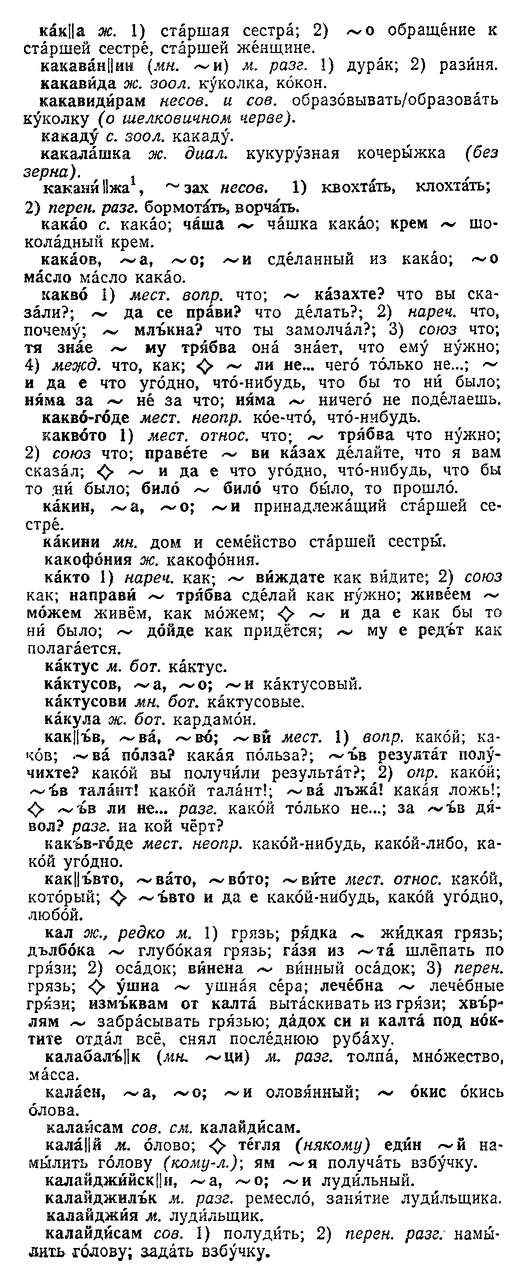 ка́к||а ж. 1) ста́ршая сестра́; 2) ~о обраще́ние к
ста́ршей сестре́, ста́ршей же́нщине.
какава́н||ин (мн. ~и) м. разг. 1) дура́к; 2) рази́ня.
какави́да ж. зоол. ку́колка, ко́кон.
какавиди́рам несов. и сов. образо́вывать/образова́ть
ку́колку (о шелковичном черве).
какаду́ с. зоол. какаду́.
какала́шка ж. диал. кукуру́зная кочеры́жка (без
зерна).
какани́||жа¹, ~зах несов. 1) квохта́ть, клохта́ть;
2) перен. разг. бормота́ть, ворча́ть.
кака́о с. кака́о; ча́ша ~ ча́шка кака́о; крем ~ шо-
кола́дный крем.
кака́ов, ~а, ~о; ~и сде́ланный из кака́о; ~о
ма́сло ма́сло кака́о.
какво́ 1) мест. вопр. что; ~ ка́захте? что вы ска-
за́ли?; ~ да се пра́ви? что де́лать?; 2) нареч. что,
почему́; ~ млъ́кна? что ты замолча́л?; 3) союз что;
тя зна́е ~ му тря́бва она́ зна́ет, что ему́ ну́жно;
4) межд. что, как; ◇ ~ ли не... чего́ то́лько не...; ~
и да е что уго́дно, что́-нибудь, что бы то ни́ было;
ня́ма за ~ не́ за что; ня́ма ~ ничего́ не поде́лаешь.
какво́-го́де мест. неопр. ко́е-что́, что́-нибудь.
какво́то 1) мест. относ. что; ~ тря́бва что ну́жно;
2) союз что; праве́те ~ ви ка́зах де́лайте, что я вам
сказа́л; ◇ ~ и да е что уго́дно, что́-нибудь, что бы
то ни́ было; било́ ~ било́ что бы́ло, то прошло́.
ка́кин, ~а, ~о; ~и принадлежа́щий ста́ршей се-
стре́.
ка́кини мн. дом и семе́йство ста́ршей сестры́.
какофо́ния ж. какофо́ния.
ка́кто 1) нареч. как; ~ ви́ждате как ви́дите; 2) союз
как; напра́ви ~ тря́бва сде́лай как ну́жно; живе́ем ~
мо́жем живём, как мо́жем; ◇ ~ и да е как бы то
ни́ было; ~ до́йде как придётся; ~ му е редъ́т как
полага́ется.
ка́ктус м. бот. ка́ктус.
ка́ктусов, ~а, ~о; ~и ка́ктусовый.
ка́ктусови мн. бот. ка́ктусовые.
ка́кула ж. бот. кардамо́н.
как||ъ́в, ~ва́, ~во́; ~ви́ мест. 1) вопр. како́й; ка-
ко́в; ~ва́ по́лза? кака́я по́льза?; ~ъ́в резулта́т полу́-
чихте? како́й вы получи́ли результа́т?; 2) опр. како́й;
~ъ́в тала́нт! како́й тала́нт!; ~ва́ лъжа́! кака́я ложь!;
◇ ~ъ́в ли не... разг. како́й то́лько не...; за ~ъ́в дя́-
вол? разг. на кой чёрт?
какъ́в-го́де мест. неопр. како́й-нибудь, како́й-либо, ка-
ко́й уго́дно.
как||ъ́вто, ~ва́то, ~во́то; ~ви́те мест. относ. како́й,
кото́рый; ◇ ~ъ́вто и да е како́й-нибудь, како́й уго́дно,
любо́й.
кал ж., редко м. 1) грязь; ря́дка ~ жи́дкая грязь;
дълбо́ка ~ глубо́кая грязь; га́зя из ~та́ шлёпать по
гря́зи; 2) оса́док; ви́нена ~ ви́нный оса́док; 3) перен.
грязь; ◇ у́шна ~ ушна́я се́ра; лече́бна ~ лече́бные
гря́зи; измъ́квам от калта́ выта́скивать из гря́зи; хвъ́р-
лям ~ забра́сывать гря́зью; да́дох си и калта́ под но́к-
тите отда́л всё, снял после́днюю руба́ху.
калабалъ́||к (мн. ~ци) м. разг. толпа́, мно́жество,
ма́сса.
кала́ен, ~а, ~о; ~и оловя́нный; ~ о́кис о́кись
о́лова.
кала́исам сов. см. калайди́сам.
кала́||й м. о́лово; ◇ те́гля (някому) еди́н ~й на-
мы́лить го́лову (кому-л.); ям ~я получа́ть взбу́чку.
калайджи́йск||и, ~а, ~о; ~и луди́льный.
калайджилъ́к м. разг. ремесло́, заня́тие луди́льщика.
калайджи́я м. луди́льщик.
калайди́сам сов. 1) полуди́ть; 2) перен. разг. намы́-
лить го́лову; зада́ть взбу́чку.